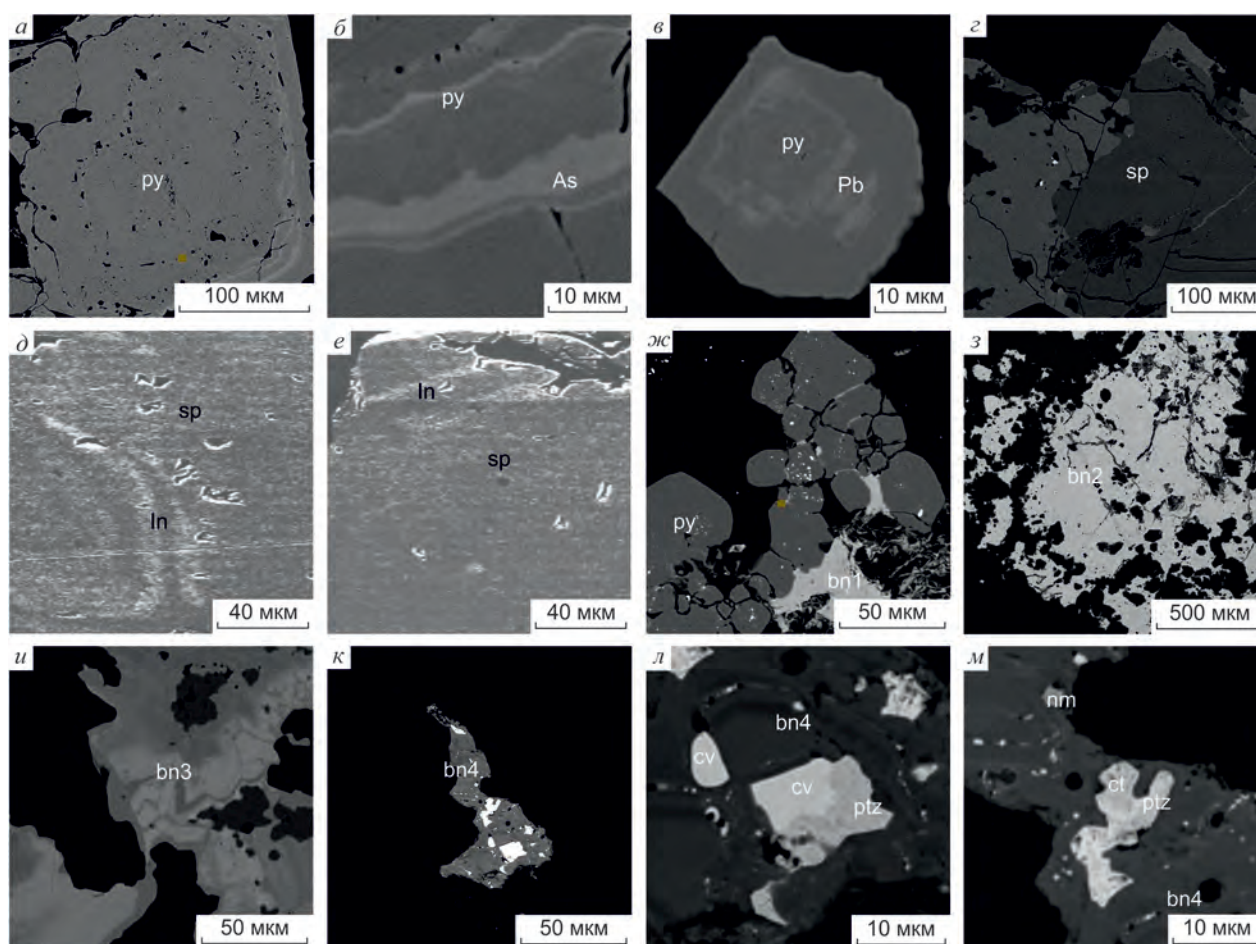 а
py
100 мкм
б
py
As
10 мкм
в
py
Pb
10 мкм
г
sp
100 мкм
д
sp
In
40 мкм
е
In
sp
40 мкм
ж
py
bn1
50 мкм
з
bn2
500 мкм
и
bn3
50 мкм
к
bn4
50 мкм
л
bn4
cv
cv
ptz
10 мкм
м
nm
ct
ptz
bn4
10 мкм